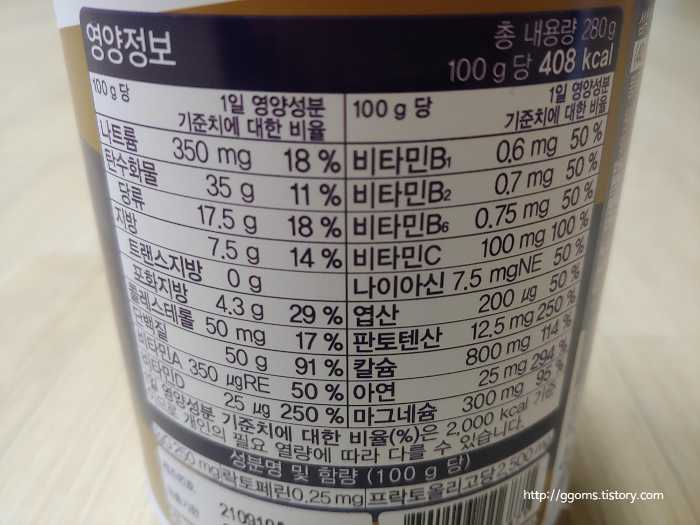 영양정보
총 내용량 280g
100 g 당 408 kcal
100 g 당 1일 영양성분 기준치에 대한 비율
나트륨 350 mg 18 %
탄수화물 35 g 11 %
당류 17.5 g 18 %
지방 7.5 g 14 %
트랜스지방 0 g
포화지방 4.3 g 29 %
콜레스테롤 50 mg 17 %
단백질 50 g 91 %
비타민A 350 µgRE 50 %
비타민D 25 µg 250 %
100 g 당 1일 영양성분 기준치에 대한 비율
비타민B₁ 0.6 mg 50 %
비타민B₂ 0.7 mg 50 %
비타민B₆ 0.75 mg 50 %
비타민C 100 mg 100 %
나이아신 7.5 mgNE 50 %
엽산 200 µg 50 %
판토텐산 12.5 mg 250 %
칼슘 800 mg 114 %
아연 25 mg 294 %
마그네슘 300 mg 95 %
1일 영양성분 기준치에 대한 비율(%)은 2,000 kcal 기준
이므로 개인의 필요 열량에 따라 다를 수 있습니다.
성분명 및 함량 (100 g 당)
250 mg 락토페린 0.25 mg 프락토올리고당 2,500 mg
http://ggoms.tistory.com